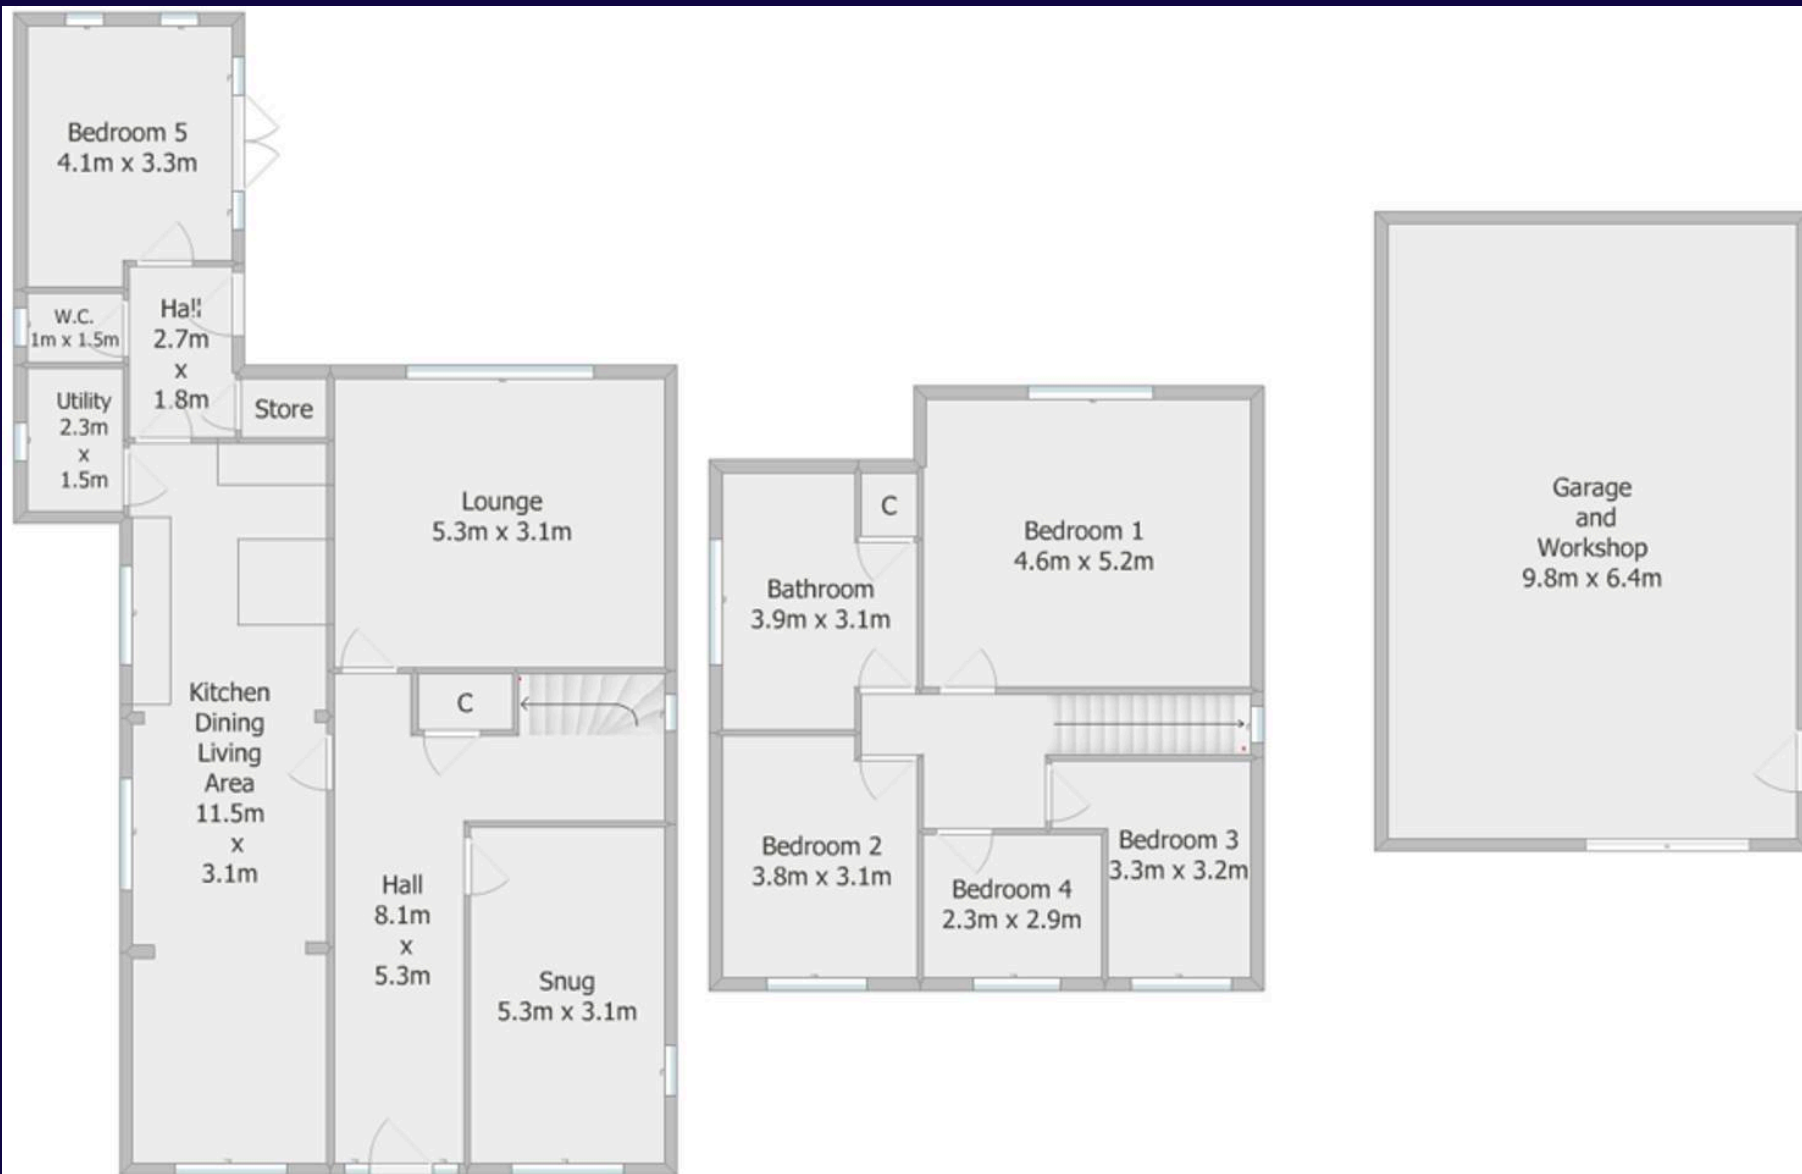 Bedroom 5
4.1m x 3.3m
W.C.
1m x 1.5m
Hall
2.7m
x
1.8m
Utility
2.3m
x
1.5m
Store
Lounge
5.3m x 3.1m
C
Kitchen
Dining
Living
Area
11.5m
x
3.1m
Hall
8.1m
x
5.3m
Snug
5.3m x 3.1m
C
Bathroom
3.9m x 3.1m
Bedroom 1
4.6m x 5.2m
Bedroom 2
3.8m x 3.1m
Bedroom 4
2.3m x 2.9m
Bedroom 3
3.3m x 3.2m
Garage
and
Workshop
9.8m x 6.4m